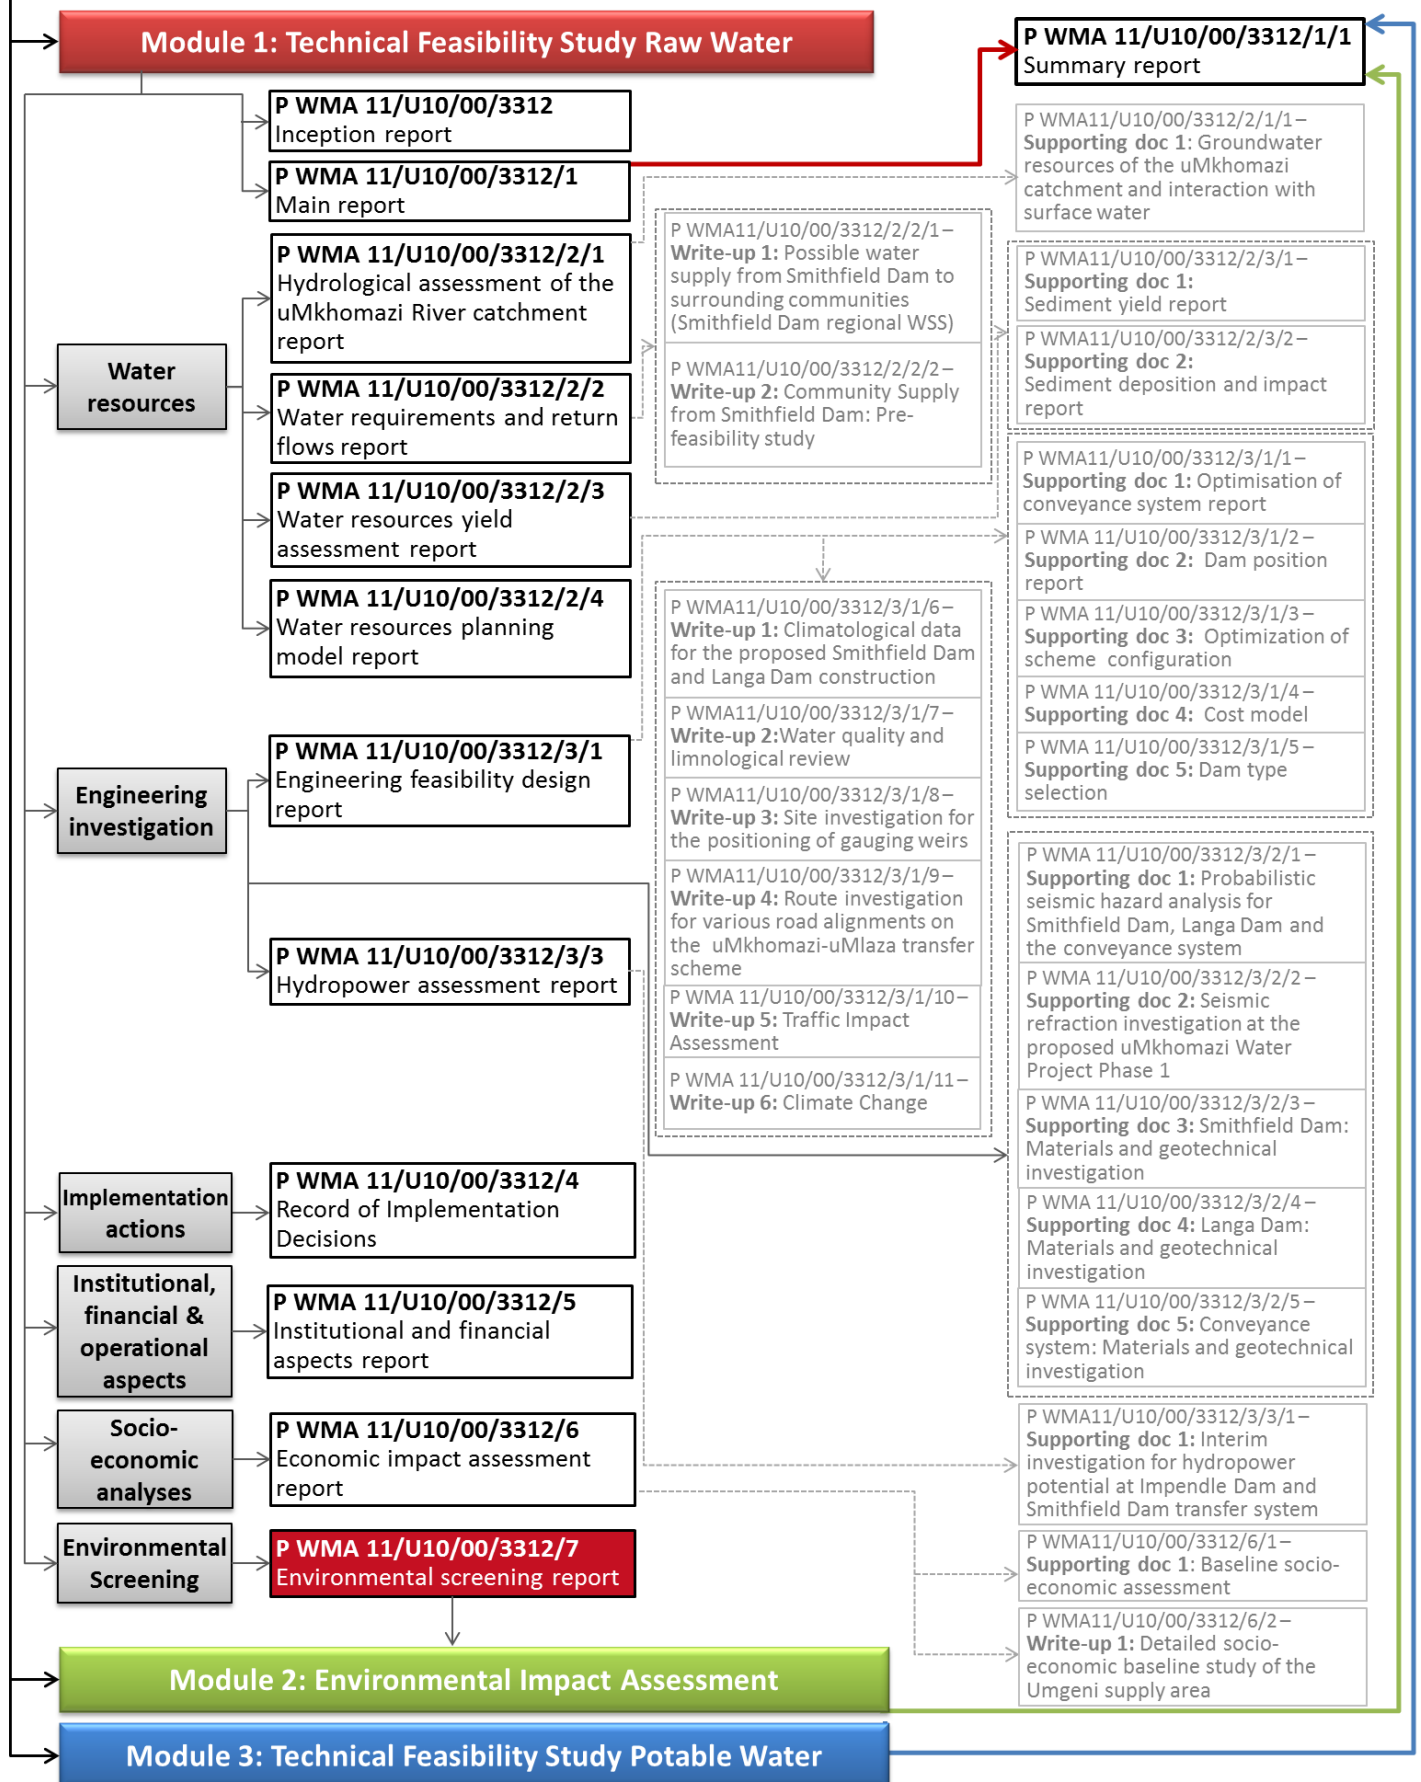 Module 1: Technical Feasibility Study Raw Water
P WMA 11/U10/00/3312/1/1
Summary report
P WMA 11/U10/00/3312
Inception report
P WMA 11/U10/00/3312/1
Main report
Water
resources
P WMA 11/U10/00/3312/2/1
Hydrological assessment of the
uMkhomazi River catchment
report
P WMA 11/U10/00/3312/2/2
Water requirements and return
flows report
P WMA 11/U10/00/3312/2/3
Water resources yield
assessment report
P WMA 11/U10/00/3312/2/4
Water resources planning
model report
Engineering
investigation
P WMA 11/U10/00/3312/3/1
Engineering feasibility design
report
P WMA 11/U10/00/3312/3/3
Hydropower assessment report
Implementation
actions
P WMA 11/U10/00/3312/4
Record of Implementation
Decisions
Institutional,
financial &
operational
aspects
P WMA 11/U10/00/3312/5
Institutional and financial
aspects report
Socio-
economic
analyses
P WMA 11/U10/00/3312/6
Economic impact assessment
report
Environmental
Screening
P WMA 11/U10/00/3312/7
Environmental screening report
P WMA11/U10/00/3312/2/2/1 –
Write-up 1: Possible water
supply from Smithfield Dam to
surrounding communities
(Smithfield Dam regional WSS)
P WMA11/U10/00/3312/2/2/2 –
Write-up 2: Community Supply
from Smithfield Dam: Pre-
feasibility study
P WMA11/U10/00/3312/3/1/6 –
Write-up 1: Climatological data
for the proposed Smithfield Dam
and Langa Dam construction
P WMA11/U10/00/3312/3/1/7 –
Write-up 2:Water quality and
limnological review
P WMA11/U10/00/3312/3/1/8 –
Write-up 3: Site investigation for
the positioning of gauging weirs
P WMA11/U10/00/3312/3/1/9 –
Write-up 4: Route investigation
for various road alignments on
the uMkhomazi-uMlaza transfer
scheme
P WMA 11/U10/00/3312/3/1/10 –
Write-up 5: Traffic Impact
Assessment
P WMA 11/U10/00/3312/3/1/11 –
Write-up 6: Climate Change
P WMA11/U10/00/3312/2/1/1 –
Supporting doc 1: Groundwater
resources of the uMkhomazi
catchment and interaction with
surface water
P WMA11/U10/00/3312/2/3/1 –
Supporting doc 1:
Sediment yield report
P WMA11/U10/00/3312/2/3/2 –
Supporting doc 2:
Sediment deposition and impact
report
P WMA11/U10/00/3312/3/1/1 –
Supporting doc 1: Optimisation of
conveyance system report
P WMA 11/U10/00/3312/3/1/2 –
Supporting doc 2: Dam position
report
P WMA 11/U10/00/3312/3/1/3 –
Supporting doc 3: Optimization of
scheme configuration
P WMA 11/U10/00/3312/3/1/4 –
Supporting doc 4: Cost model
P WMA11/U10/00/3312/3/1/5 –
Supporting doc 5: Dam type
selection
P WMA 11/U10/00/3312/3/2/1 –
Supporting doc 1: Probabilistic
seismic hazard analysis for
Smithfield Dam, Langa Dam and
the conveyance system
P WMA 11/U10/00/3312/3/2/2 –
Supporting doc 2: Seismic
refraction investigation at the
proposed uMkhomazi Water
Project Phase 1
P WMA 11/U10/00/3312/3/2/3 –
Supporting doc 3: Smithfield Dam:
Materials and geotechnical
investigation
P WMA 11/U10/00/3312/3/2/4 –
Supporting doc 4: Langa Dam:
Materials and geotechnical
investigation
P WMA 11/U10/00/3312/3/2/5 –
Supporting doc 5: Conveyance
system: Materials and geotechnical
investigation
P WMA11/U10/00/3312/3/3/1 –
Supporting doc 1: Interim
investigation for hydropower
potential at Impendle Dam and
Smithfield Dam transfer system
P WMA11/U10/00/3312/6/1 –
Supporting doc 1: Baseline socio-
economic assessment
P WMA11/U10/00/3312/6/2 –
Write-up 1: Detailed socio-
economic baseline study of the
Umgeni supply area
Module 2: Environmental Impact Assessment
Module 3: Technical Feasibility Study Potable Water